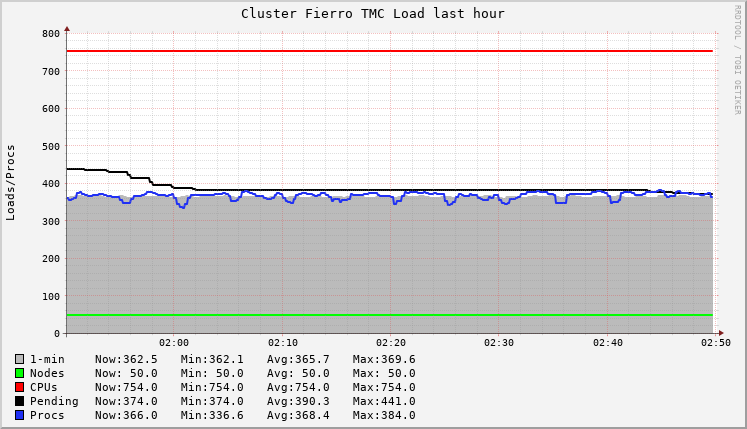 Cluster Fierro TMC Load last hour
RRDTOOL / TOBI OETIKER
Loads/Procs
800
700
600
500
400
300
200
100
0
02:00 02:10 02:20 02:30 02:40 02:50
1-min Now:362.5 Min:362.1 Avg:365.7 Max:369.6
Nodes Now: 50.0 Min: 50.0 Avg: 50.0 Max: 50.0
CPUs Now:754.0 Min:754.0 Avg:754.0 Max:754.0
Pending Now:374.0 Min:374.0 Avg:390.3 Max:441.0
Procs Now:366.0 Min:336.6 Avg:368.4 Max:384.0